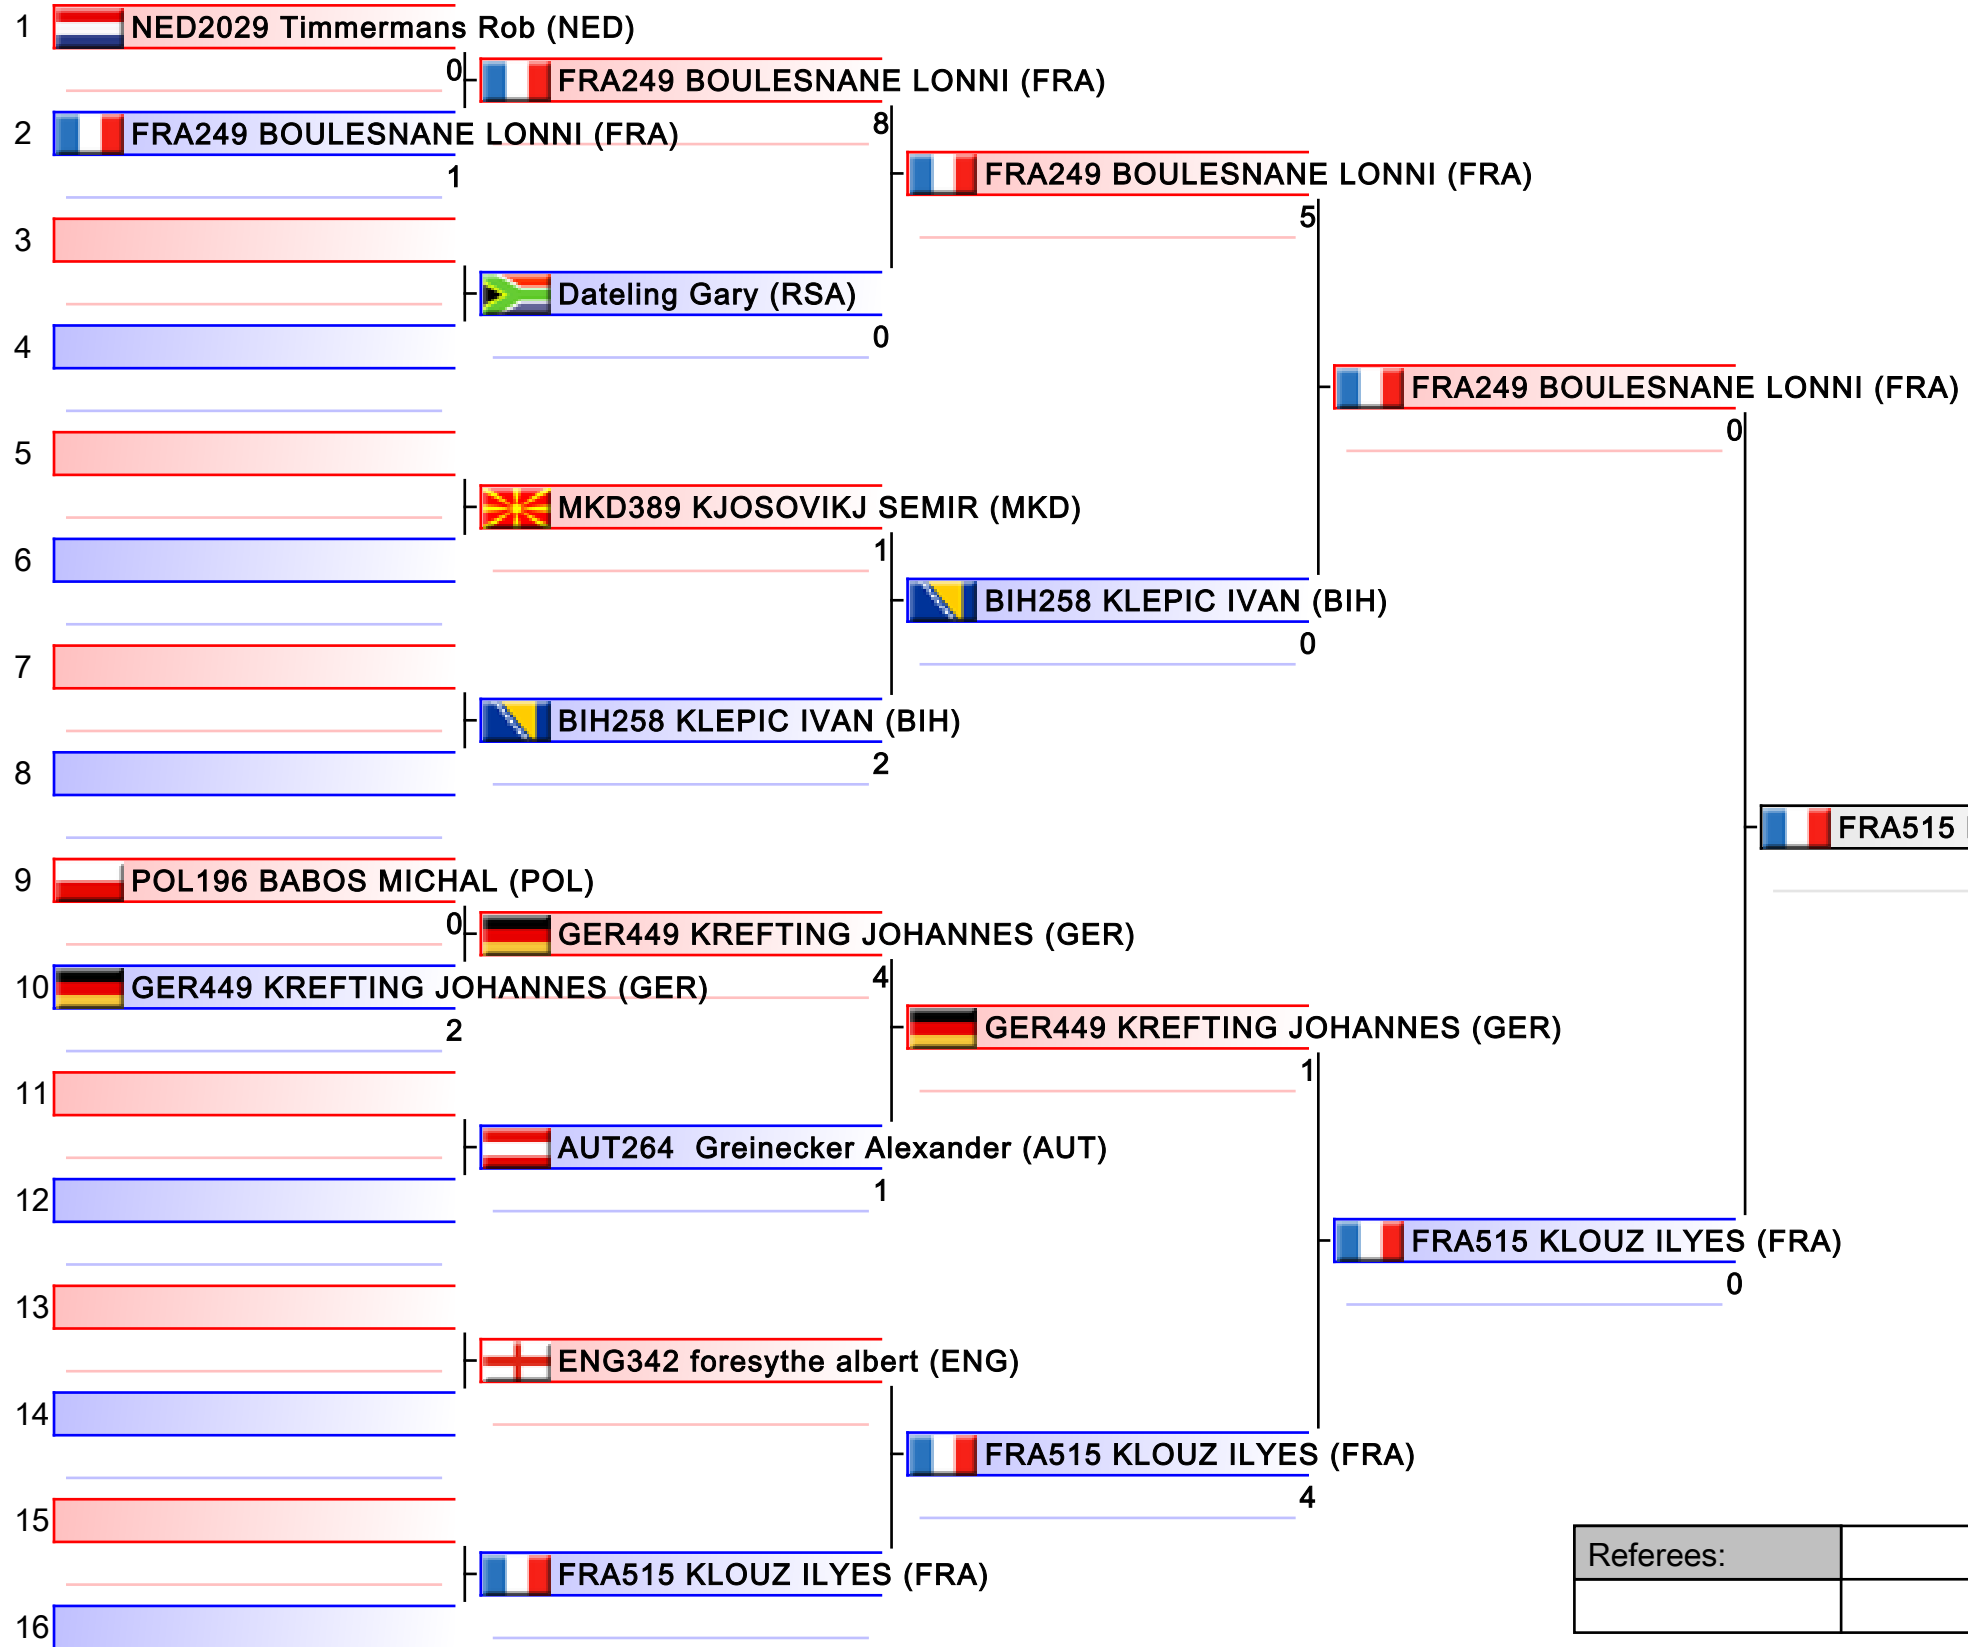 1 NED2029 Timmermans Rob (NED)
0
FRA249 BOULESNANE LONNI (FRA)
8
2 FRA249 BOULESNANE LONNI (FRA)
1
FRA249 BOULESNANE LONNI (FRA)
5
3
Dateling Gary (RSA)
0
4
FRA249 BOULESNANE LONNI (FRA)
0
5
MKD389 KJOSOVIKJ SEMIR (MKD)
1
6
BIH258 KLEPIC IVAN (BIH)
0
7
BIH258 KLEPIC IVAN (BIH)
2
8
FRA515
9 POL196 BABOS MICHAL (POL)
0
GER449 KREFTING JOHANNES (GER)
4
10 GER449 KREFTING JOHANNES (GER)
2
GER449 KREFTING JOHANNES (GER)
1
11
AUT264  Greinecker Alexander (AUT)
1
12
FRA515 KLOUZ ILYES (FRA)
0
13
ENG342 foresythe albert (ENG)
14
FRA515 KLOUZ ILYES (FRA)
4
15
FRA515 KLOUZ ILYES (FRA)
16
Referees: